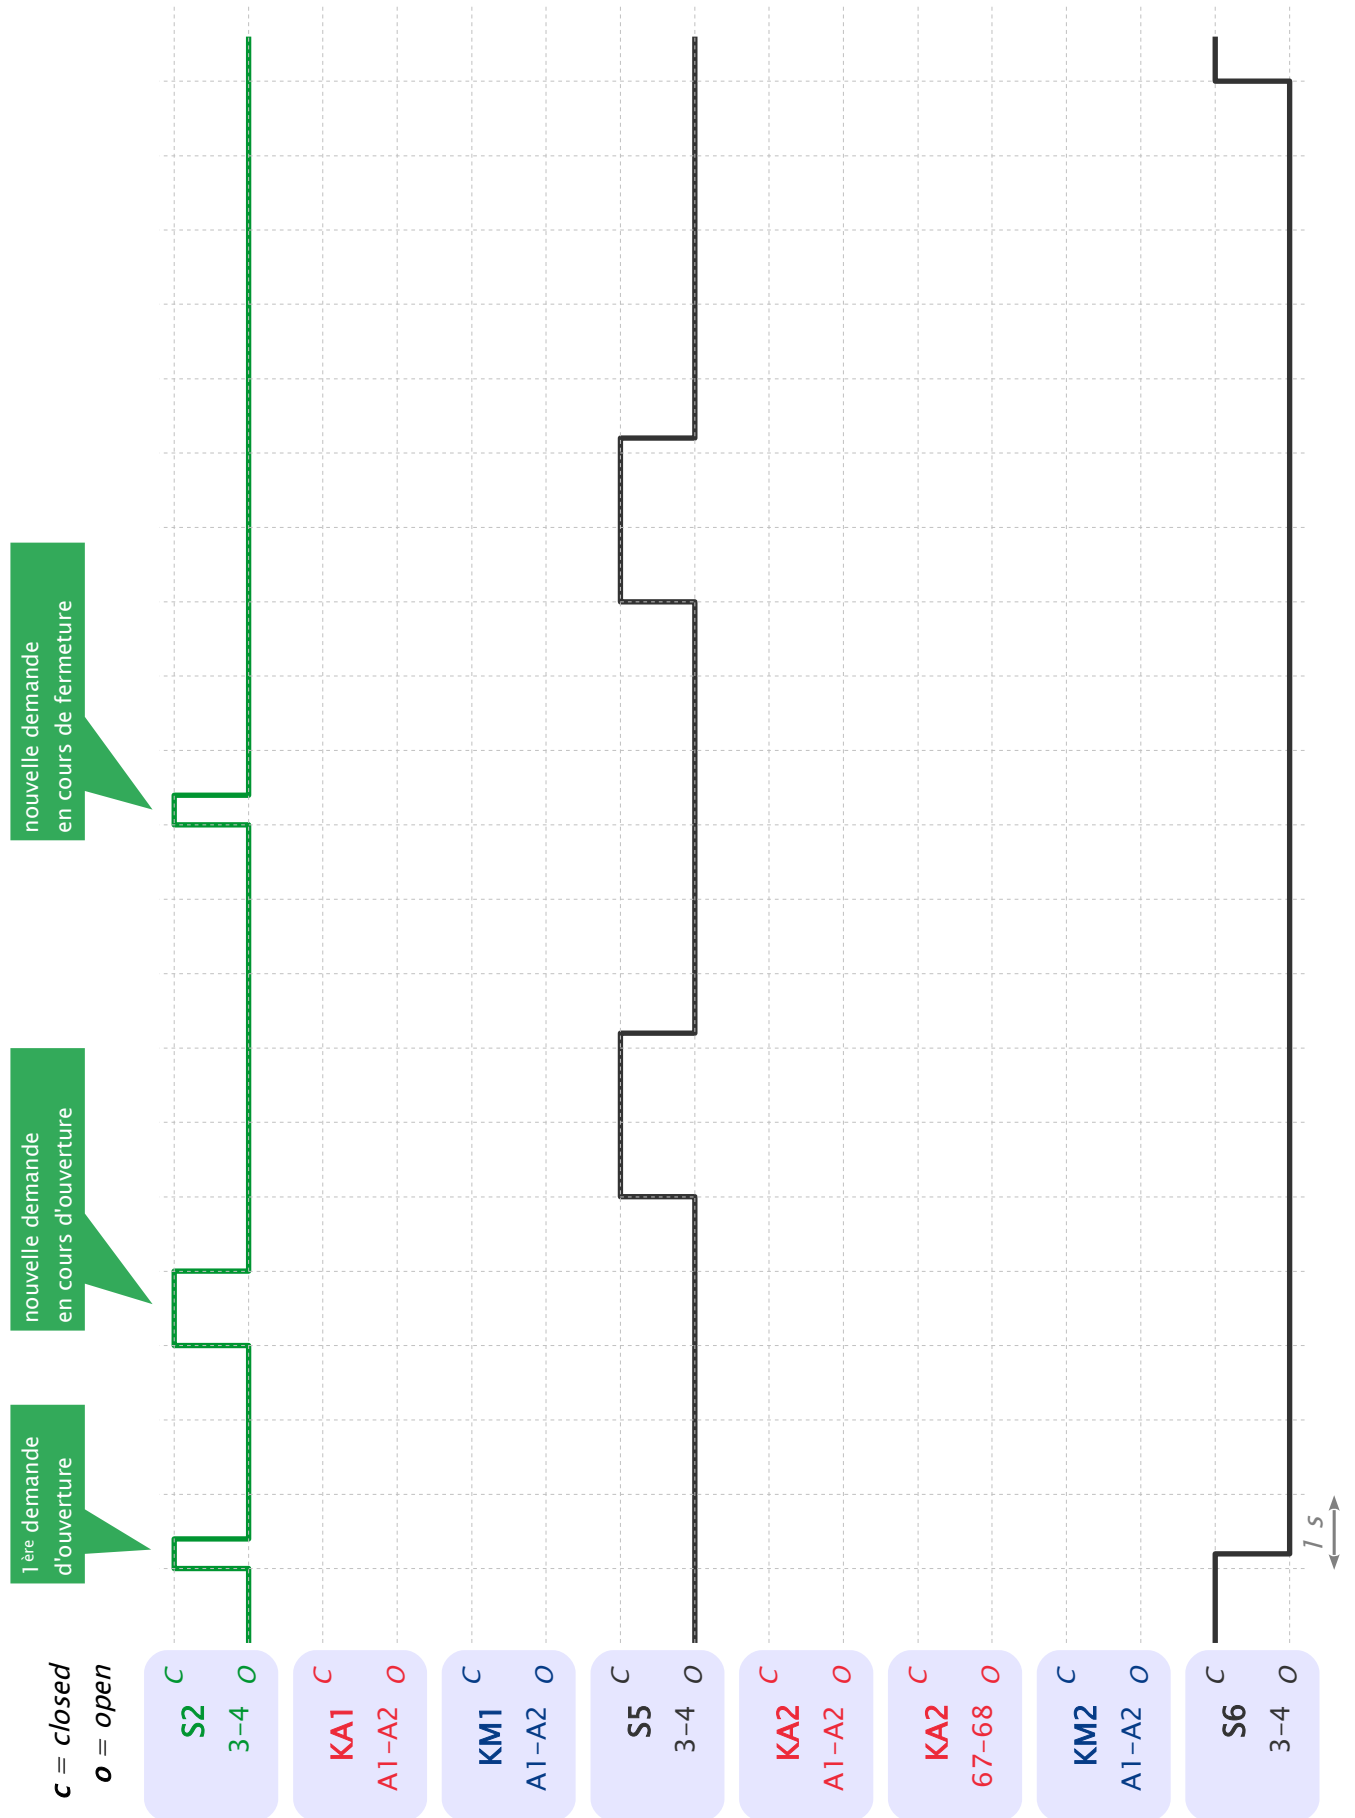 c = closed
o = open
1ère demande
d'ouverture
nouvelle demande
en cours d'ouverture
nouvelle demande
en cours de fermeture
S2
3-4
c
o
KA1
A1-A2
c
o
KM1
A1-A2
c
o
S5
3-4
c
o
KA2
A1-A2
c
o
KA2
67-68
c
o
KM2
A1-A2
c
o
S6
3-4
c
o
1 s